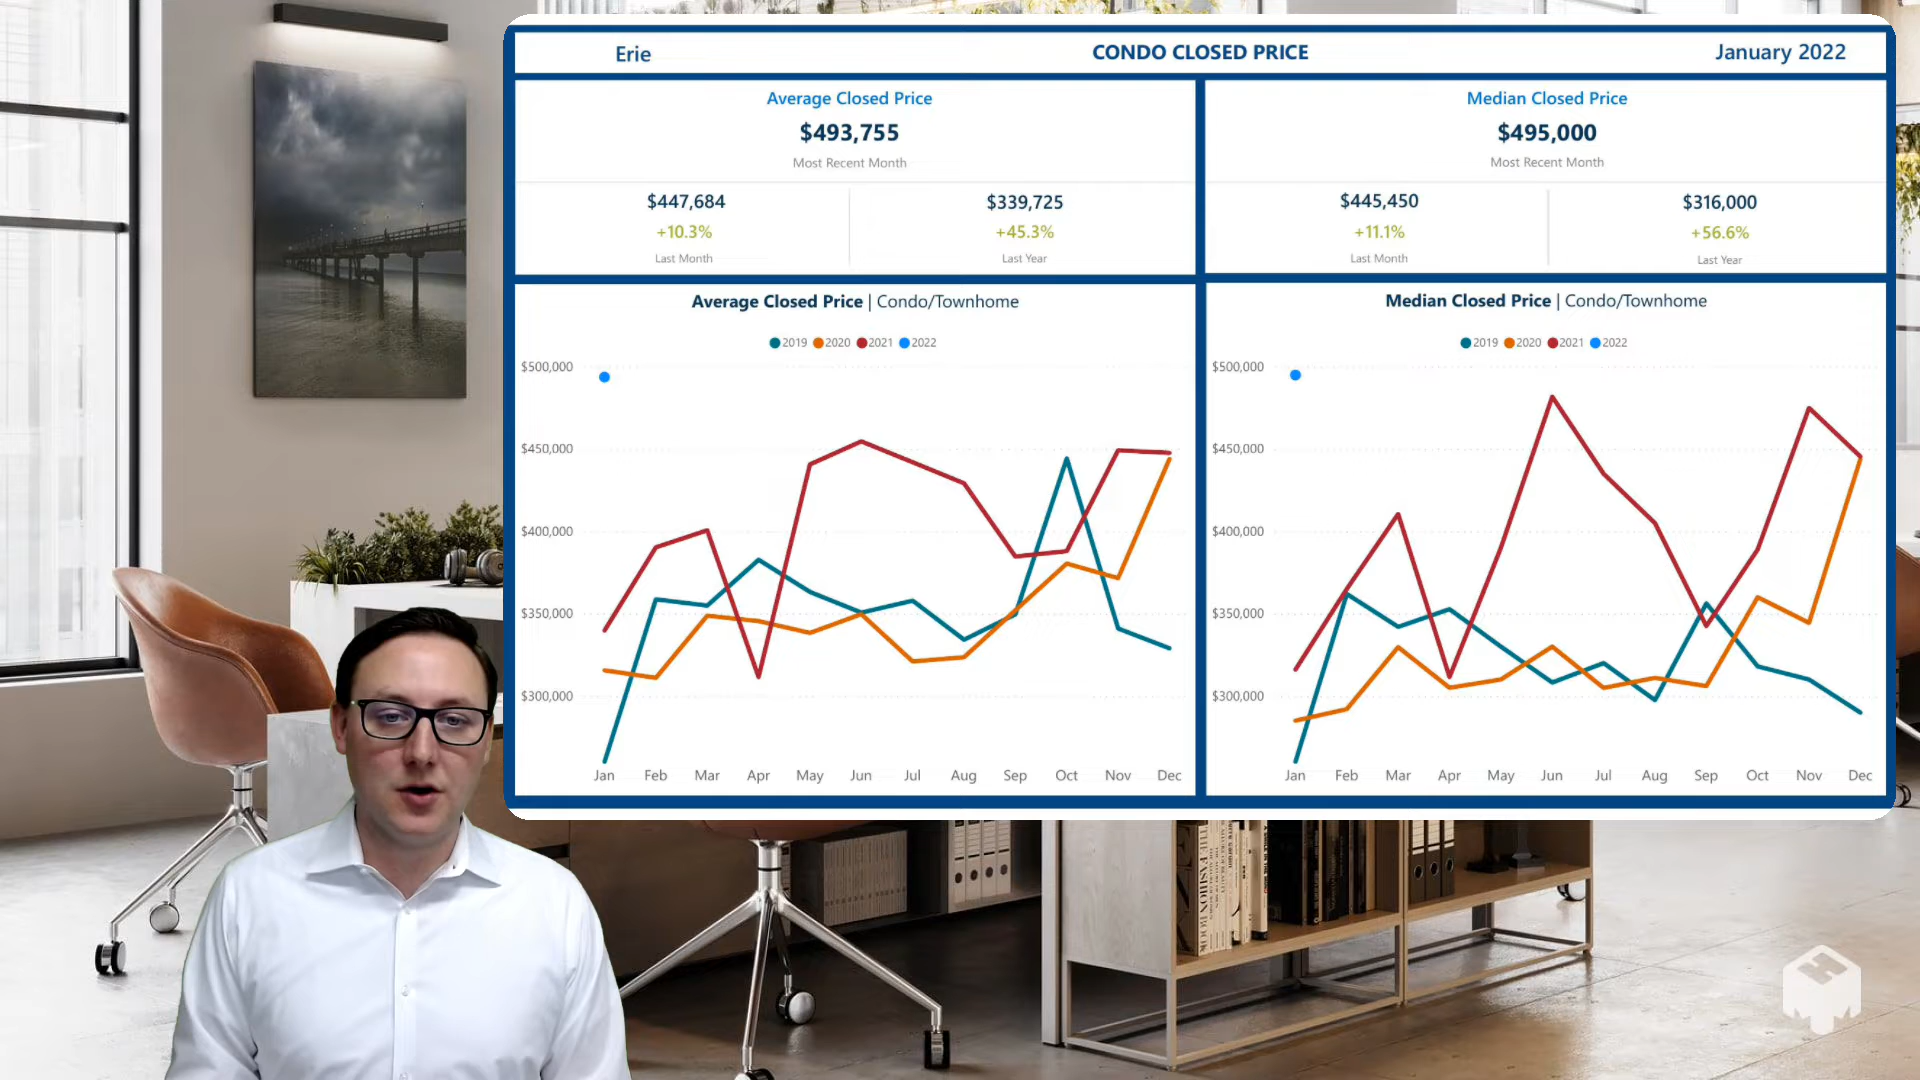 Erie
CONDO CLOSED PRICE
January 2022
Average Closed Price
$493,755
Most Recent Month
$447,684
+10.3%
Last Month
$339,725
+45.3%
Last Year
Median Closed Price
$495,000
Most Recent Month
$445,450
+11.1%
Last Month
$316,000
+56.6%
Last Year
Average Closed Price | Condo/Townhome
2019 2020 2021 2022
$500,000
$450,000
$400,000
$350,000
$300,000
Jan Feb Mar Apr May Jun Jul Aug Sep Oct Nov Dec
Median Closed Price | Condo/Townhome
2019 2020 2021 2022
$500,000
$450,000
$400,000
$350,000
$300,000
Jan Feb Mar Apr May Jun Jul Aug Sep Oct Nov Dec